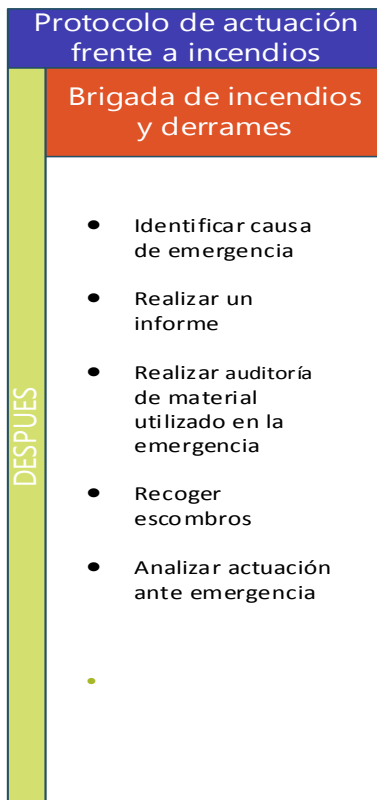 Protocolo de actuación
frente a incendios
Brigada de incendios
y derrames
DESPUES
• Identificar causa
de emergencia
• Realizar un
informe
• Realizar auditoría
de material
utilizado en la
emergencia
• Recoger
escombros
• Analizar actuación
ante emergencia
•